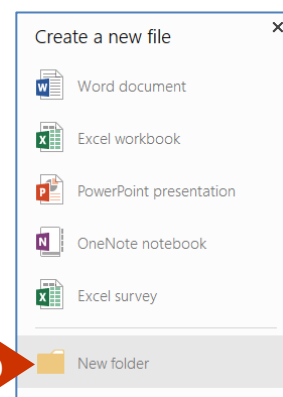 Create a new file
Word document
Excel workbook
PowerPoint presentation
OneNote notebook
Excel survey
New folder